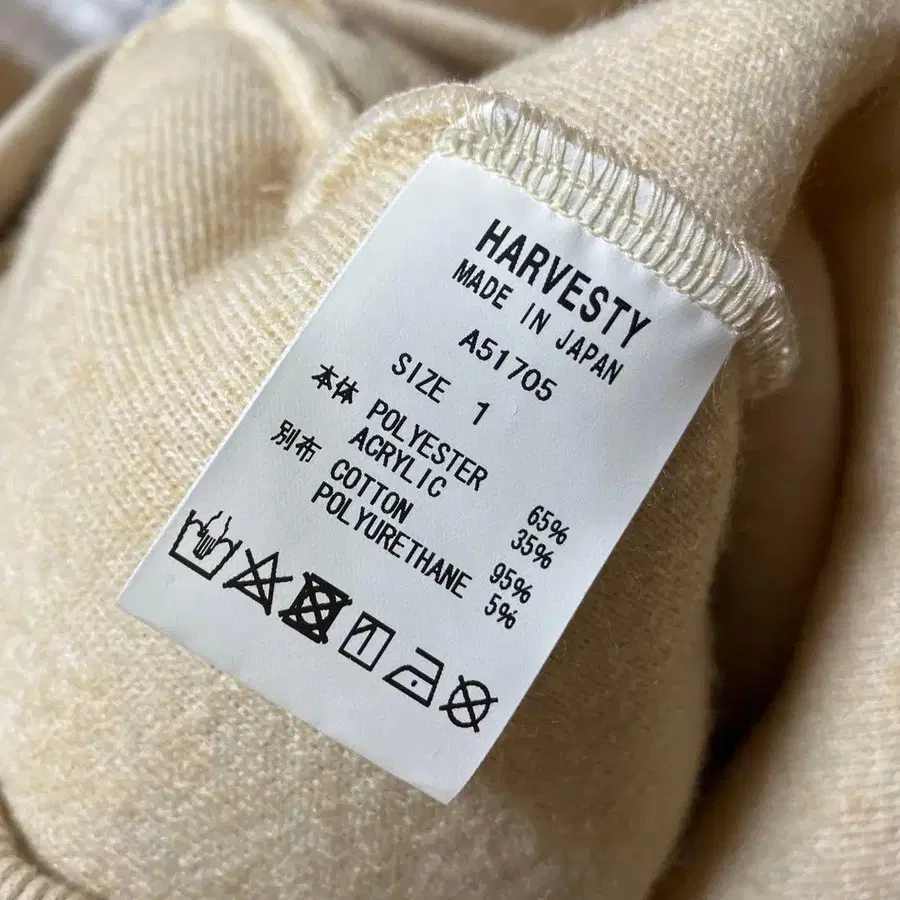 HARVESTY
MADE IN JAPAN
A51705
SIZE 1
本体 POLYESTER 65%
ACRYLIC 35%
別布 COTTON 95%
POLYURETHANE 5%